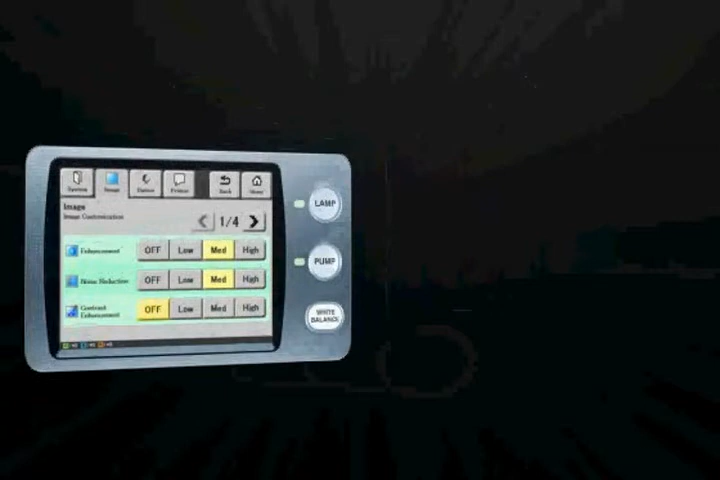 System
Image
Device
Printer
Back
Home
Image
Image Customization
1/4
Enhancement
OFF
Low
Med
High
Noise Reduction
OFF
Low
Med
High
Contrast
Enhancement
OFF
Low
Med
High
LAMP
PUMP
WHITE
BALANCE